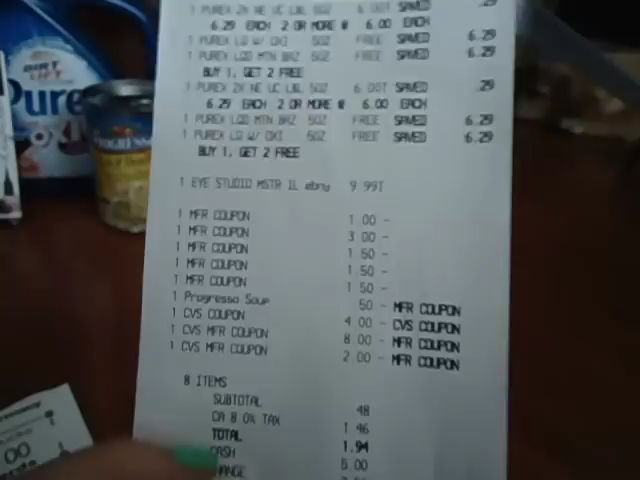 1 PUREX 2X NE UC LBL 50Z 6.00T SAVED .29
6.29 EACH 2 OR MORE @ 6.00 EACH
1 PUREX LQ W/ OXI 50Z FREE SAVED 6.29
1 PUREX LQD MTN BRZ 50Z FREE SAVED 6.29
BUY 1, GET 2 FREE
1 PUREX 2X NE UC LBL 50Z 6.00T SAVED .29
6.29 EACH 2 OR MORE @ 6.00 EACH
1 PUREX LQD MTN BRZ 50Z FREE SAVED 6.29
1 PUREX LQ W/ OXI 50Z FREE SAVED 6.29
BUY 1, GET 2 FREE
1 EYE STUDIO MSTR IL ebny 9.99T
1 MFR COUPON 1.00 -
1 MFR COUPON 3.00 -
1 MFR COUPON 1.50 -
1 MFR COUPON 1.50 -
1 MFR COUPON 1.50 -
1 Progresso Soup .50 - MFR COUPON
1 CVS COUPON 4.00 - CVS COUPON
1 CVS MFR COUPON 8.00 - MFR COUPON
1 CVS MFR COUPON 2.00 - MFR COUPON
8 ITEMS
SUBTOTAL .48
CA 8.0% TAX 1.46
TOTAL 1.94
CASH 5.00
DIRT LIFT
Pure
PROGRESSO
00